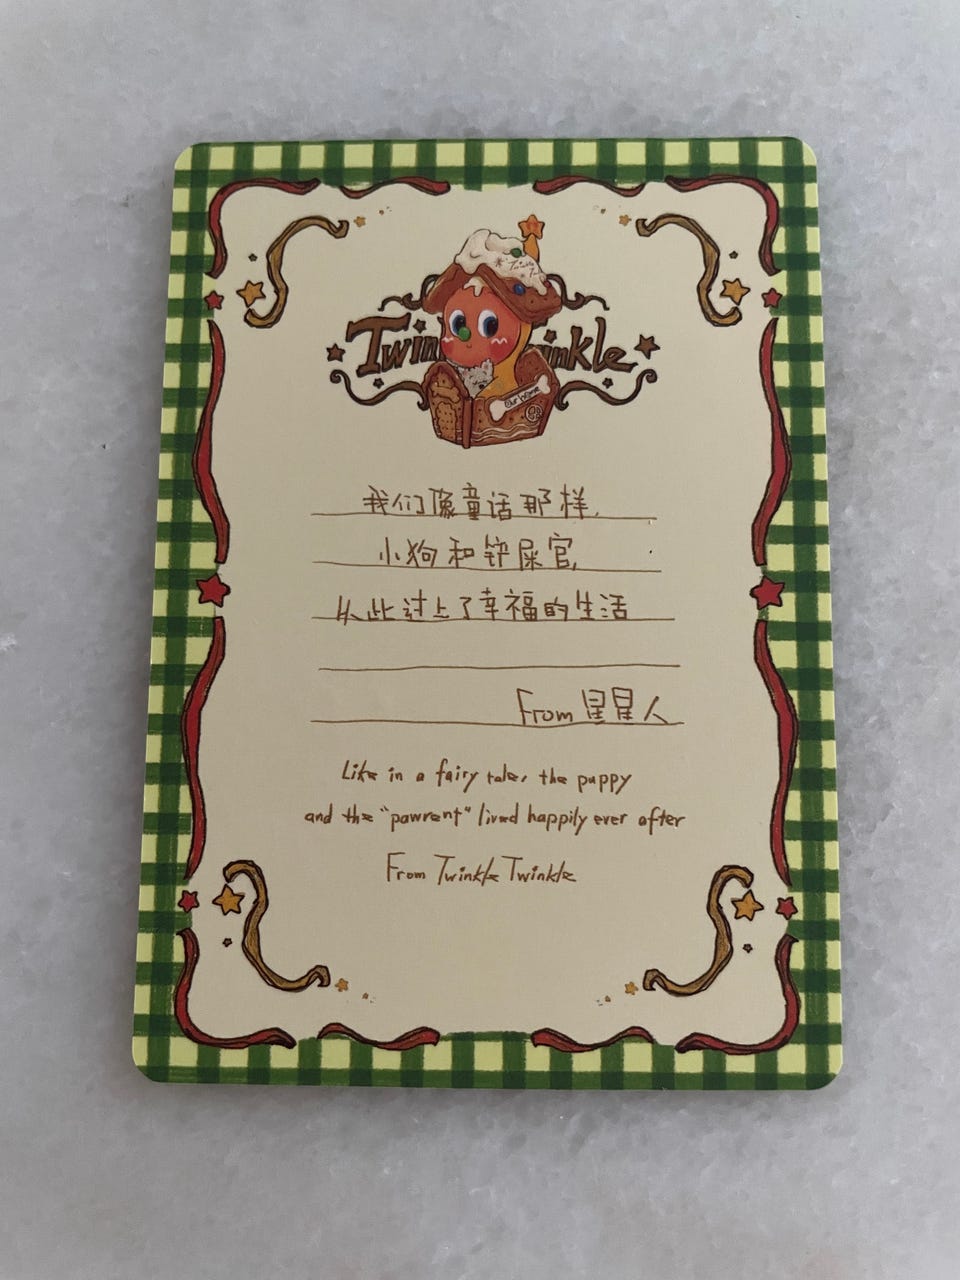 Twinkle Twinkle
我们像童话那样,
小狗和铲屎官,
从此过上了幸福的生活
From 星星人
Like in a fairy tale, the puppy
and the "pawrent" lived happily ever after
From Twinkle Twinkle